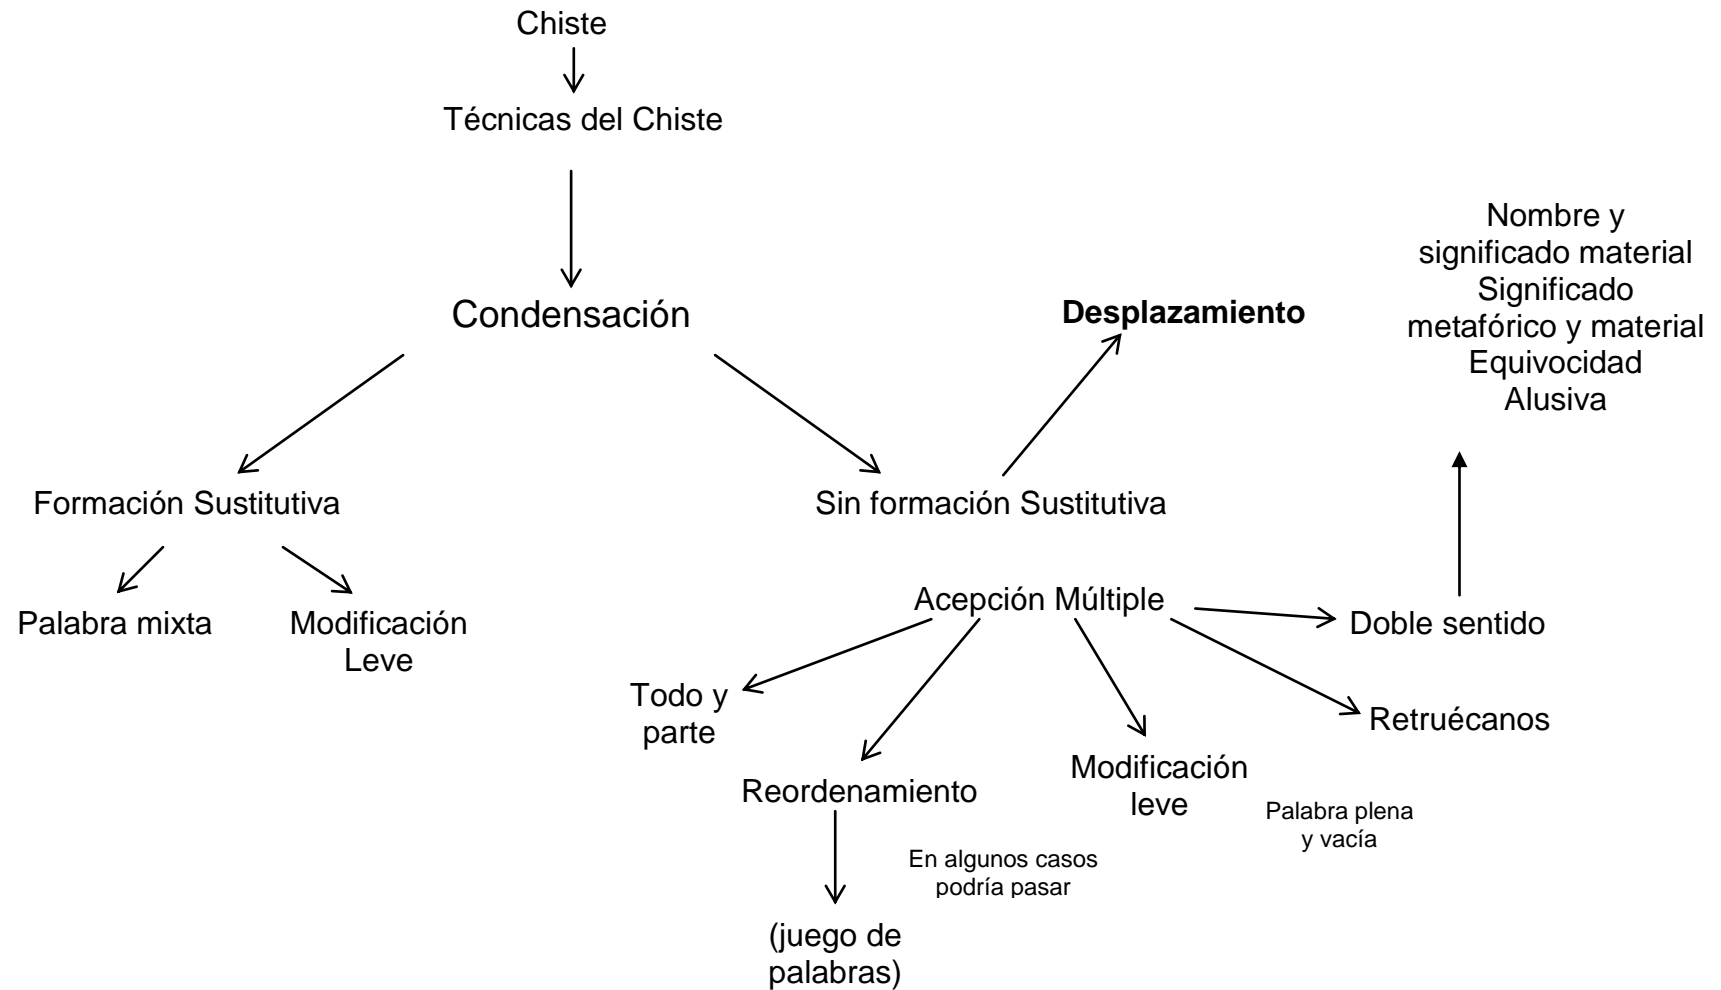 Chiste
Técnicas del Chiste
Nombre y
significado material
Significado
metafórico y material
Equivocidad
Alusiva
Condensación
Desplazamiento
Formación Sustitutiva
Sin formación Sustitutiva
Palabra mixta
Modificación
Leve
Acepción Múltiple
Doble sentido
Todo y
parte
Retruécanos
Reordenamiento
Modificación
leve
Palabra plena
y vacía
En algunos casos
podría pasar
(juego de
palabras)